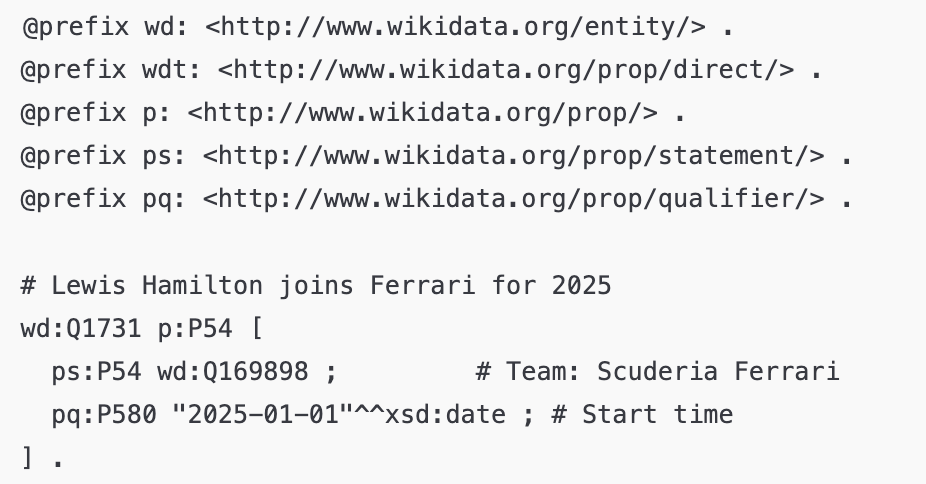 @prefix wd: <http://www.wikidata.org/entity/> .
@prefix wdt: <http://www.wikidata.org/prop/direct/> .
@prefix p: <http://www.wikidata.org/prop/> .
@prefix ps: <http://www.wikidata.org/prop/statement/> .
@prefix pq: <http://www.wikidata.org/prop/qualifier/> .

# Lewis Hamilton joins Ferrari for 2025
wd:Q1731 p:P54 [
  ps:P54 wd:Q169898 ;         # Team: Scuderia Ferrari
  pq:P580 "2025-01-01"^^xsd:date ; # Start time
] .